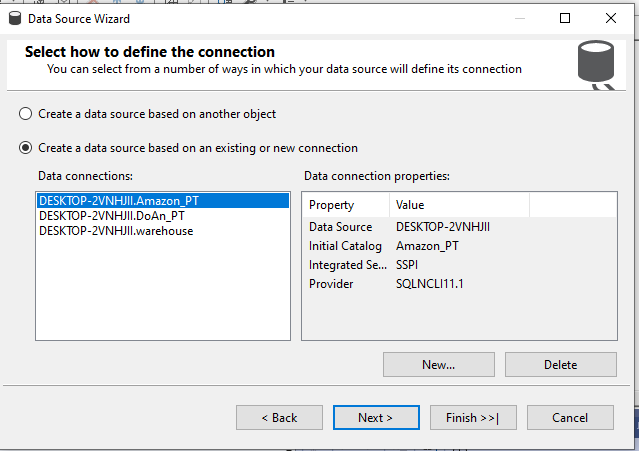 Data Source Wizard
Select how to define the connection
You can select from a number of ways in which your data source will define its connection
Create a data source based on another object
Create a data source based on an existing or new connection
Data connections:
DESKTOP-2VNHJII.Amazon_PT
DESKTOP-2VNHJII.DoAn_PT
DESKTOP-2VNHJII.warehouse
Data connection properties:
Property Value
Data Source DESKTOP-2VNHJII
Initial Catalog Amazon_PT
Integrated Se... SSPI
Provider SQLNCLI11.1
New... Delete
< Back Next > Finish >>| Cancel